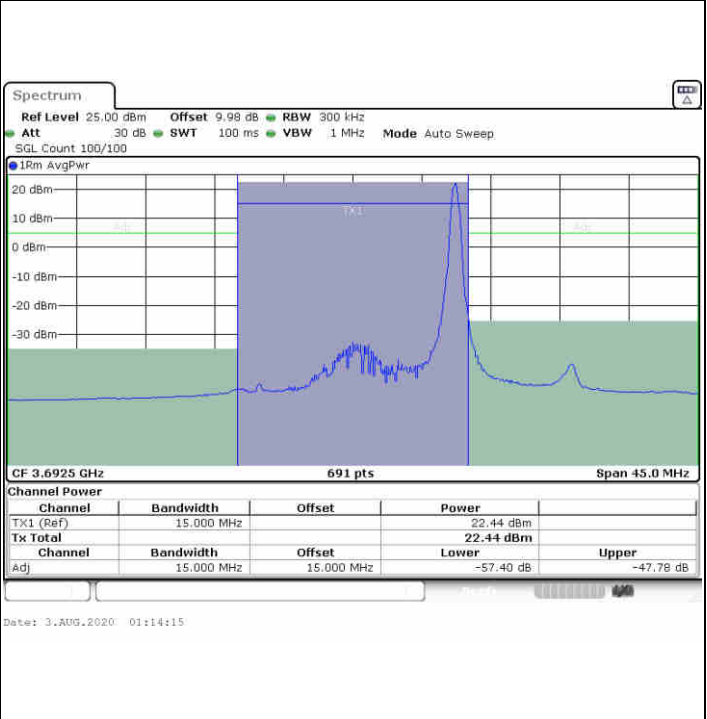 Spectrum
Ref Level 25.00 dBm Offset 9.98 dB RBW 300 kHz
Att 30 dB SWT 100 ms VBW 1 MHz Mode Auto Sweep
SGL Count 100/100
1Rm AvgPwr
20 dBm
TX1
10 dBm
Adj Adj
0 dBm
-10 dBm
-20 dBm
-30 dBm
CF 3.6925 GHz 691 pts Span 45.0 MHz
Channel Power
Channel Bandwidth Offset Power
TX1 (Ref) 15.000 MHz 22.44 dBm
Tx Total 22.44 dBm
Channel Bandwidth Offset Lower Upper
Adj 15.000 MHz 15.000 MHz -57.40 dB -47.78 dB
Date: 3.AUG.2020 01:14:15